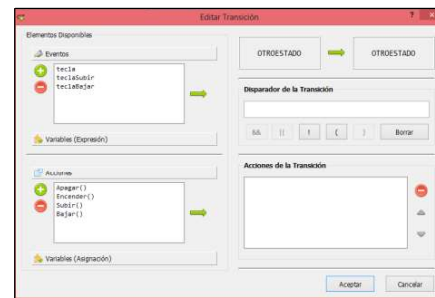 Editar Transición
Elementos Disponibles
Eventos
tecla
teclaSubir
teclaBajar
Variables (Expresión)
Acciones
Apagar()
Encender()
Subir()
Bajar()
Variables (Asignación)
OTROESTADO
OTROESTADO
Disparador de la Transición
&& || ! ( ) Borrar
Acciones de la Transición
Aceptar Cancelar